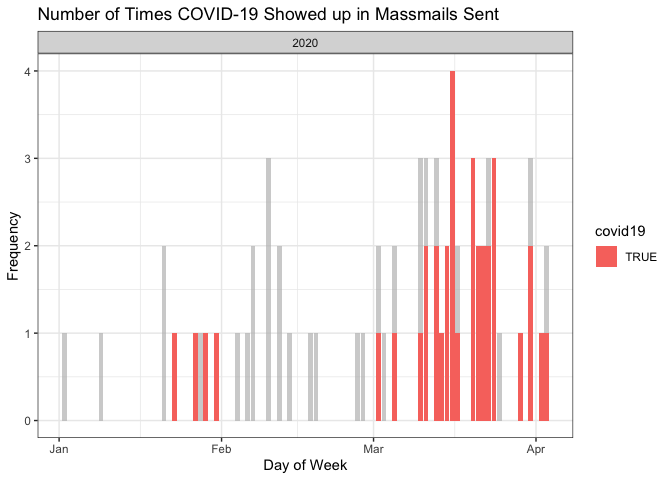 Number of Times COVID-19 Showed up in Massmails Sent
2020
4
3
2
1
0
Frequency
Jan Feb Mar Apr
Day of Week
covid19
TRUE